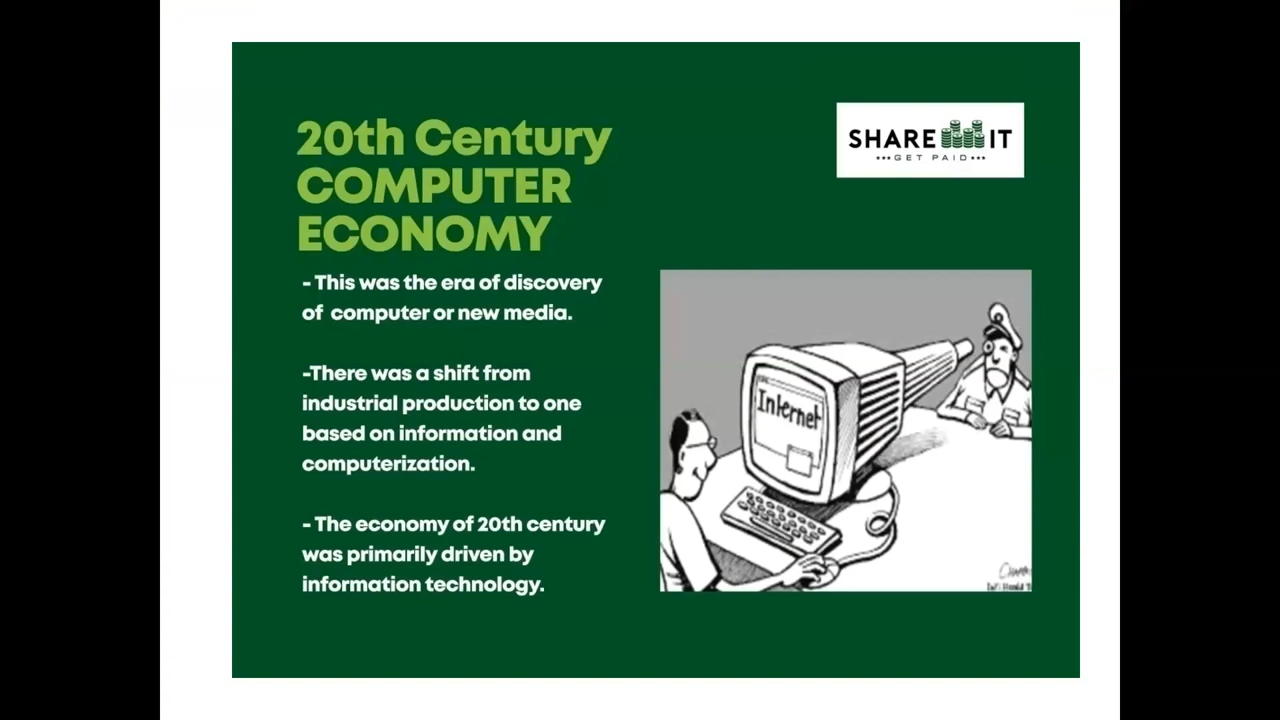 20th Century
COMPUTER
ECONOMY
SHARE IT
GET PAID
- This was the era of discovery
of computer or new media.
-There was a shift from
industrial production to one
based on information and
computerization.
- The economy of 20th century
was primarily driven by
information technology.
Internet